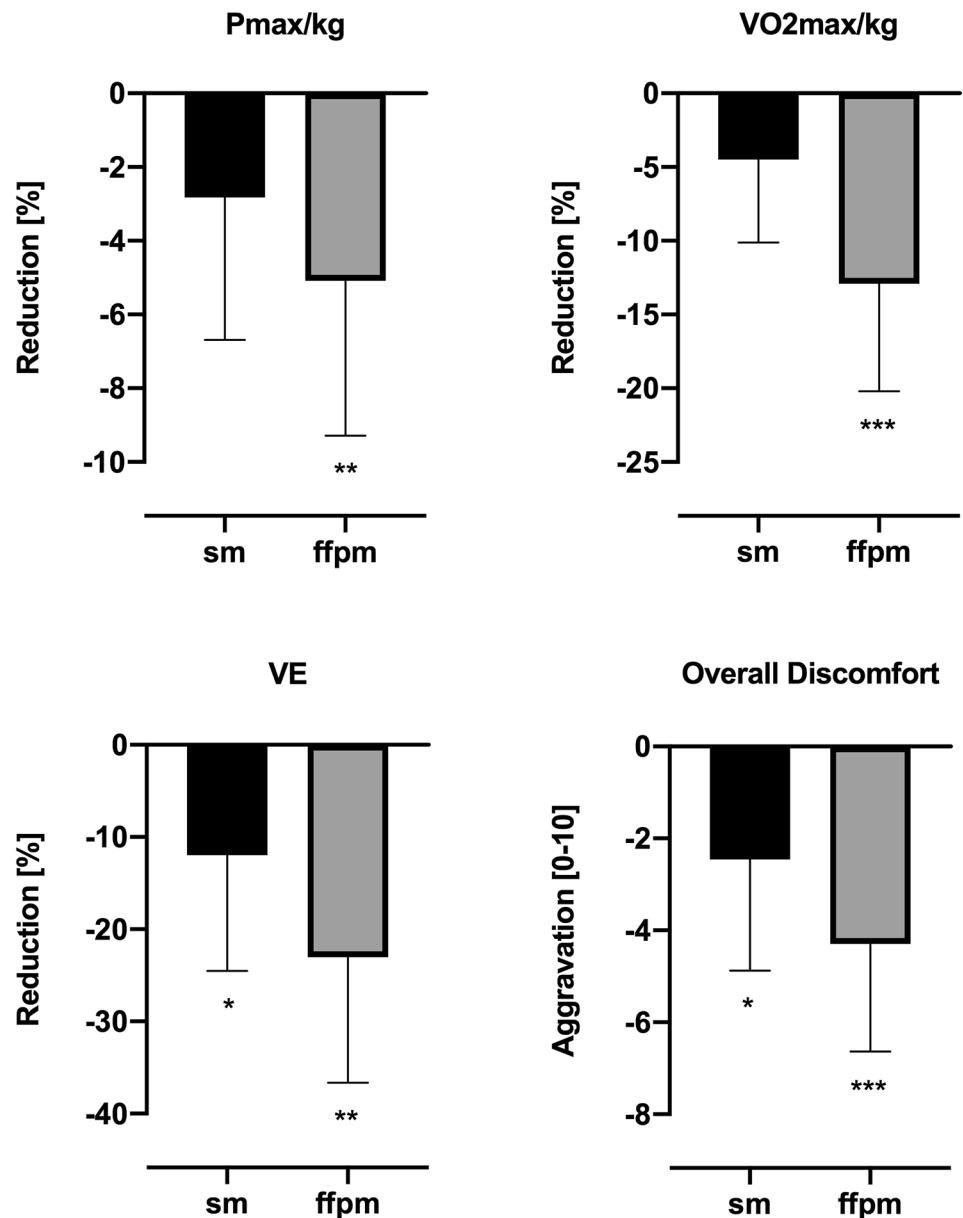 Pmax/kg
Reduction [%]
0
-2
-4
-6
-8
-10
**
sm ffpm
VO2max/kg
Reduction [%]
0
-5
-10
-15
-20
-25
***
sm ffpm
VE
Reduction [%]
0
-10
-20
-30
-40
*
**
sm ffpm
Overall Discomfort
Aggravation [0-10]
0
-2
-4
-6
-8
*
***
sm ffpm